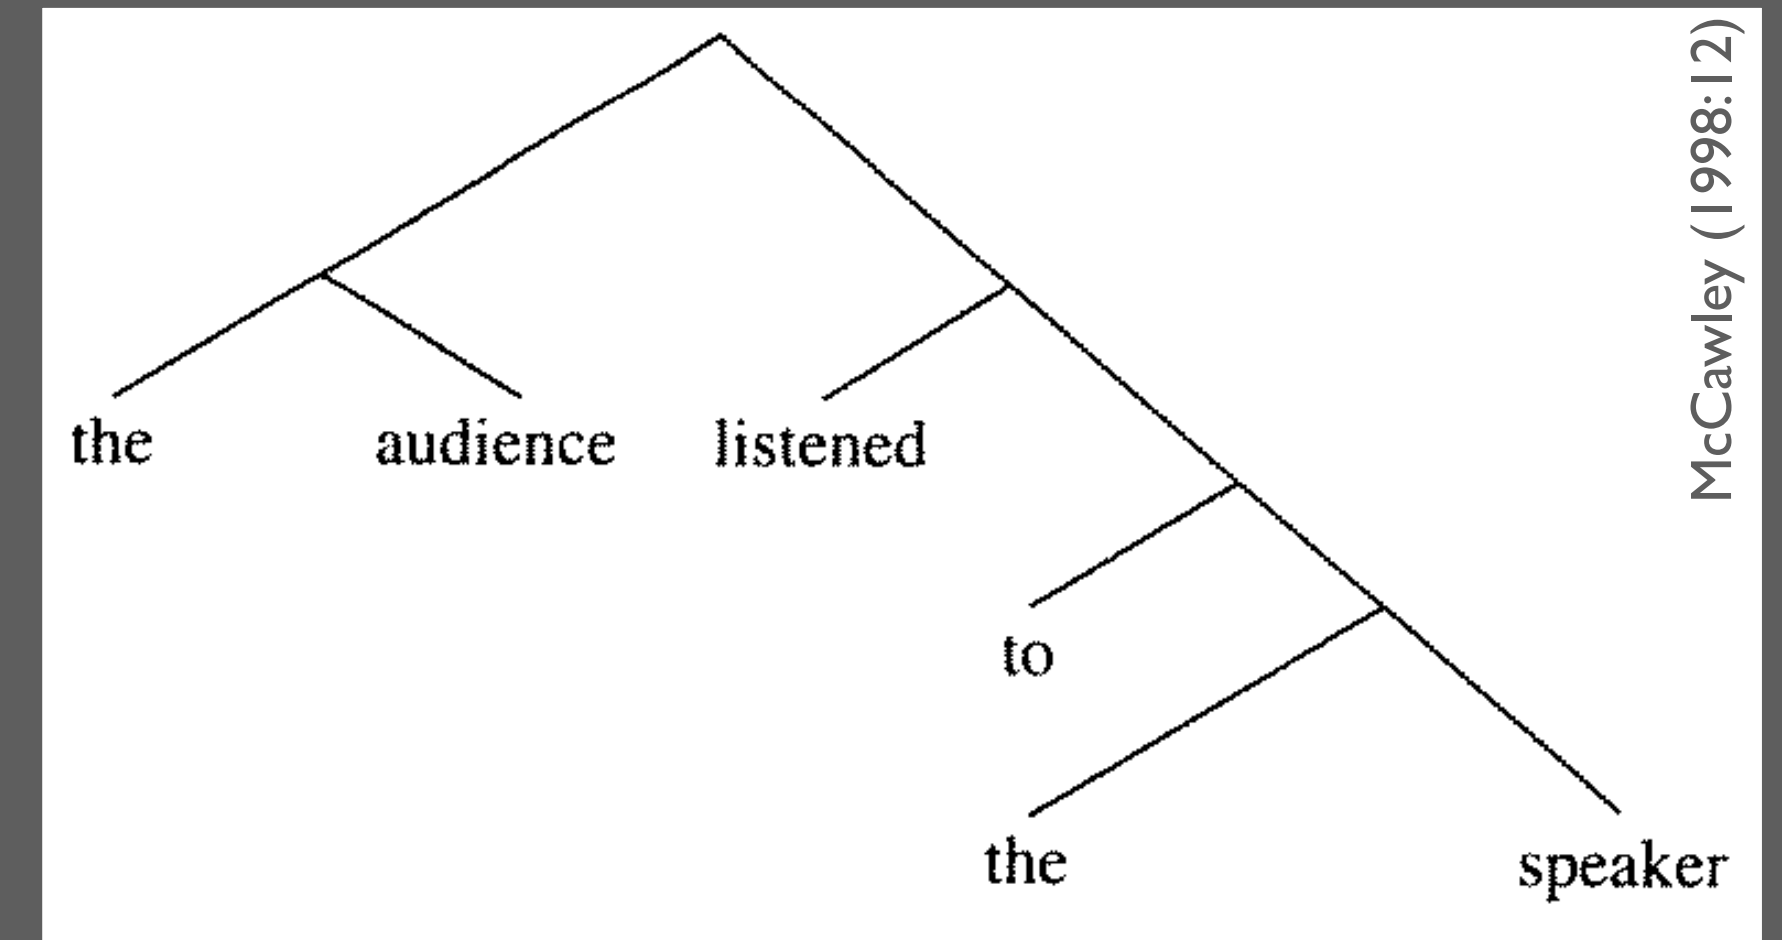 McCawley (1998:12)
the audience listened
to
the speaker